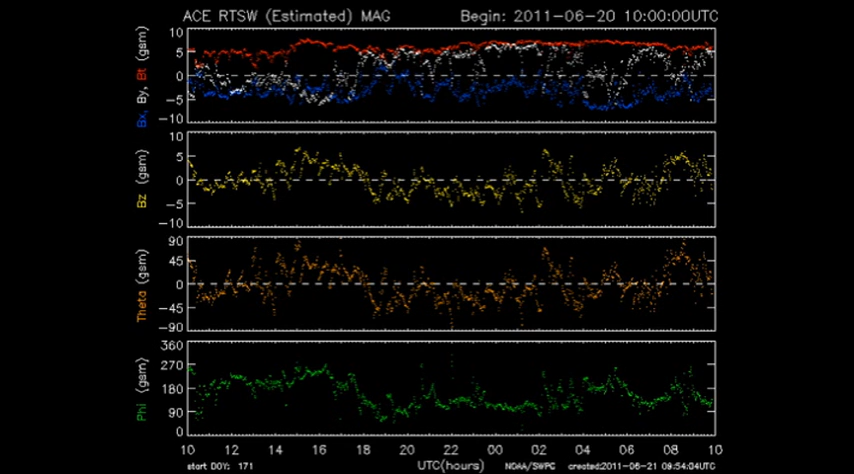 ACE RTSW (Estimated) MAG Begin: 2011-06-20 10:00:00UTC
Bx, By, Bt (gsm)
10
5
0
-5
-10
Bz (gsm)
10
5
0
-5
-10
Theta (gsm)
90
45
0
-45
-90
Phi (gsm)
360
270
180
90
0
10 12 14 16 18 20 22 00 02 04 06 08 10
start DOY: 171 UTC(hours) NOAA/SWPC created:2011-06-21 09:54:04UTC